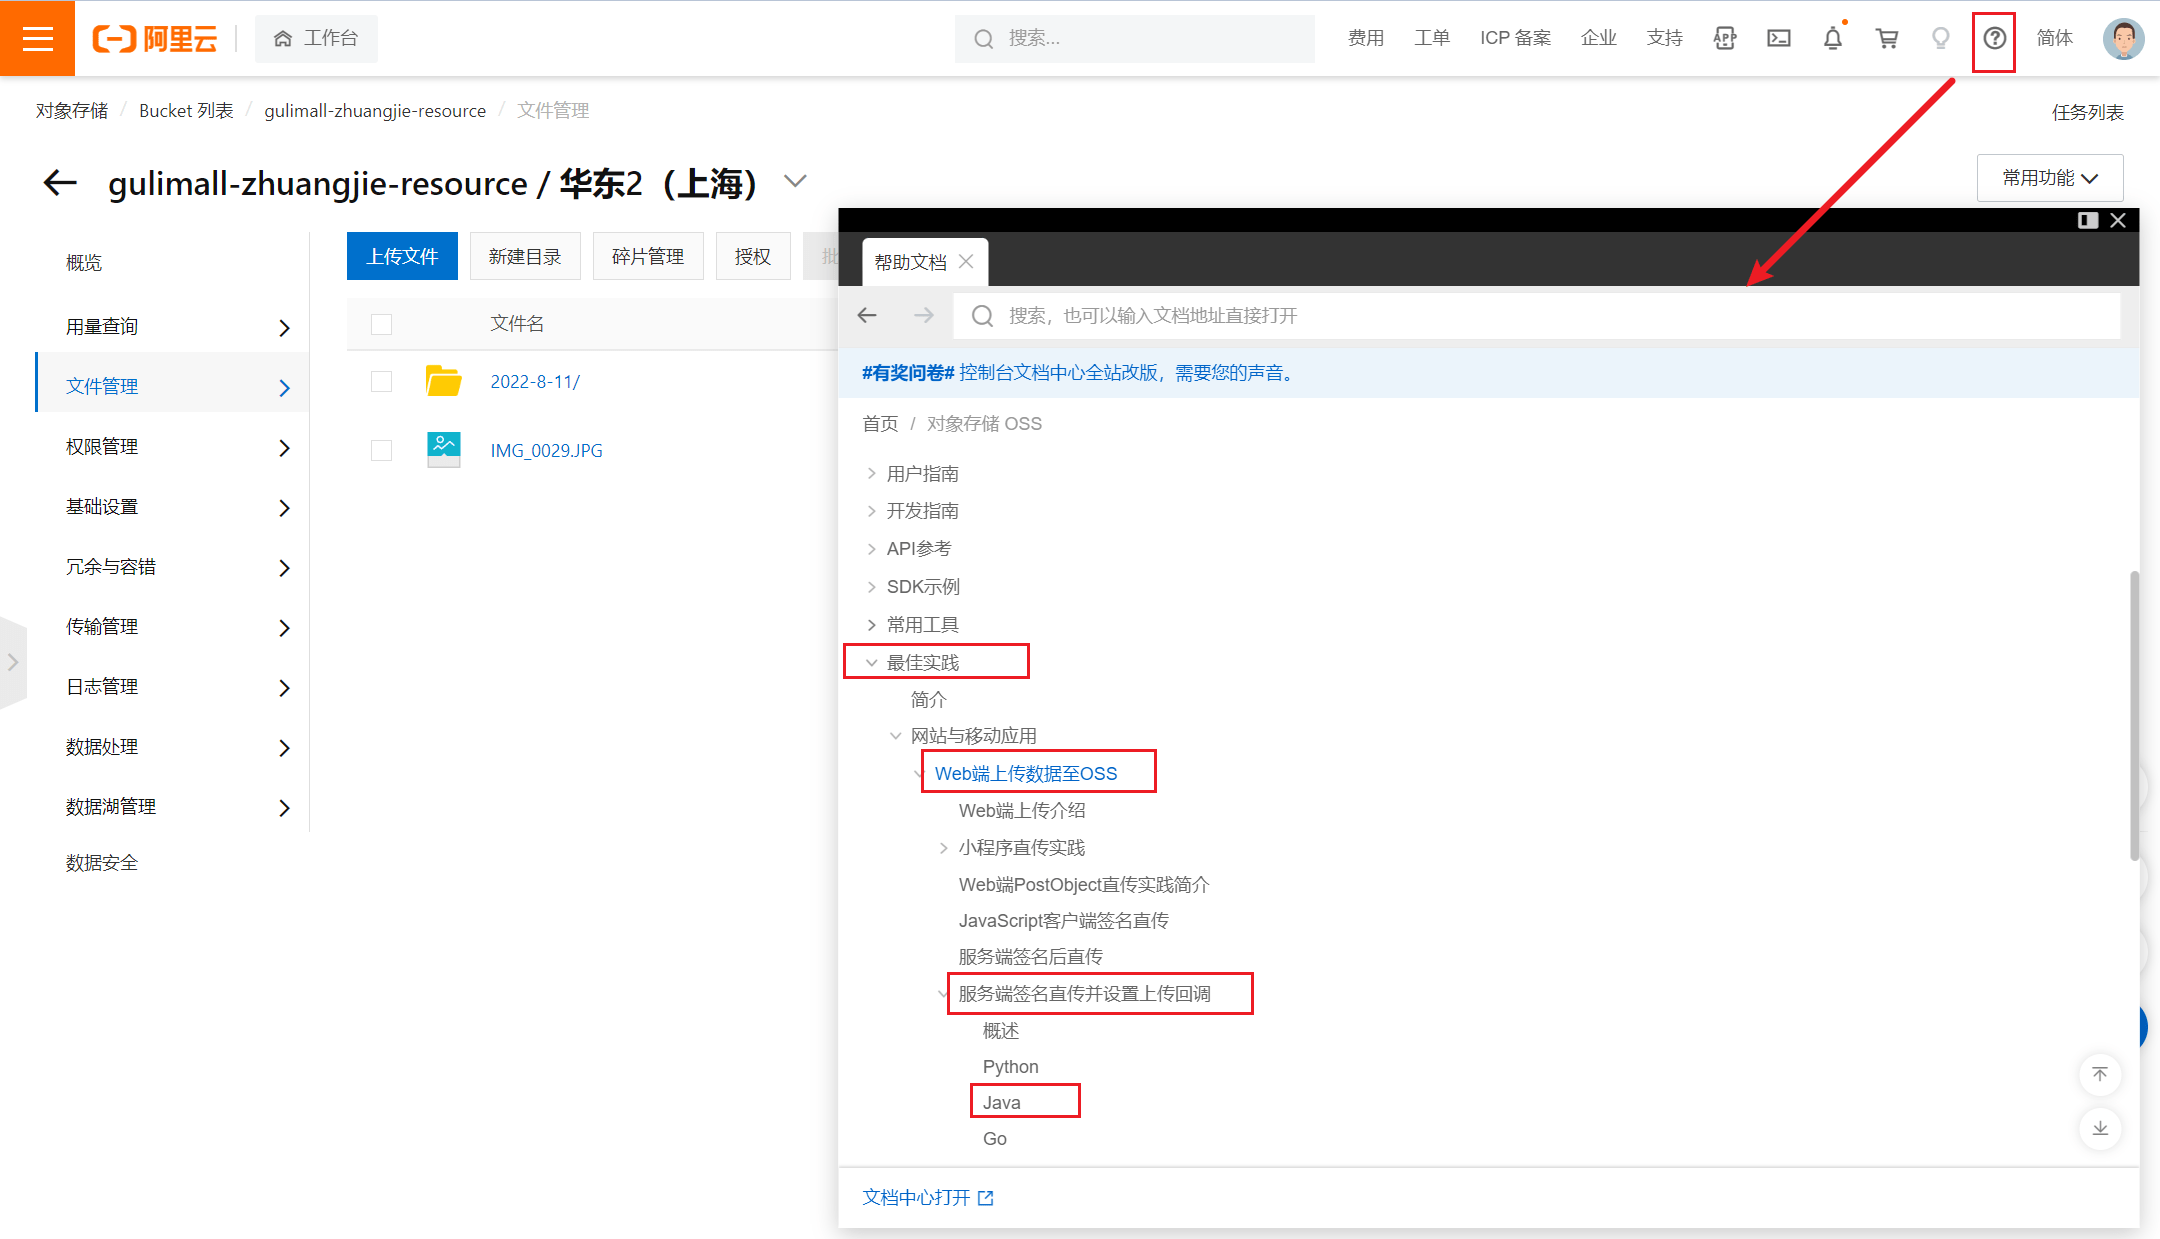 阿里云 工作台 搜索... 费用 工单 ICP 备案 企业 支持 APP 简体
对象存储 / Bucket 列表 / gulimall-zhuangjie-resource / 文件管理 任务列表
gulimall-zhuangjie-resource / 华东2（上海） 常用功能
概览
用量查询
文件管理
权限管理
基础设置
冗余与容错
传输管理
日志管理
数据处理
数据湖管理
数据安全
上传文件 新建目录 碎片管理 授权 批
文件名
2022-8-11/
IMG_0029.JPG
帮助文档
搜索，也可以输入文档地址直接打开
#有奖问卷# 控制台文档中心全站改版，需要您的声音。
首页 / 对象存储 OSS
用户指南
开发指南
API参考
SDK示例
常用工具
最佳实践
简介
网站与移动应用
Web端上传数据至OSS
Web端上传介绍
小程序直传实践
Web端PostObject直传实践简介
JavaScript客户端签名直传
服务端签名后直传
服务端签名直传并设置上传回调
概述
Python
Java
Go
文档中心打开